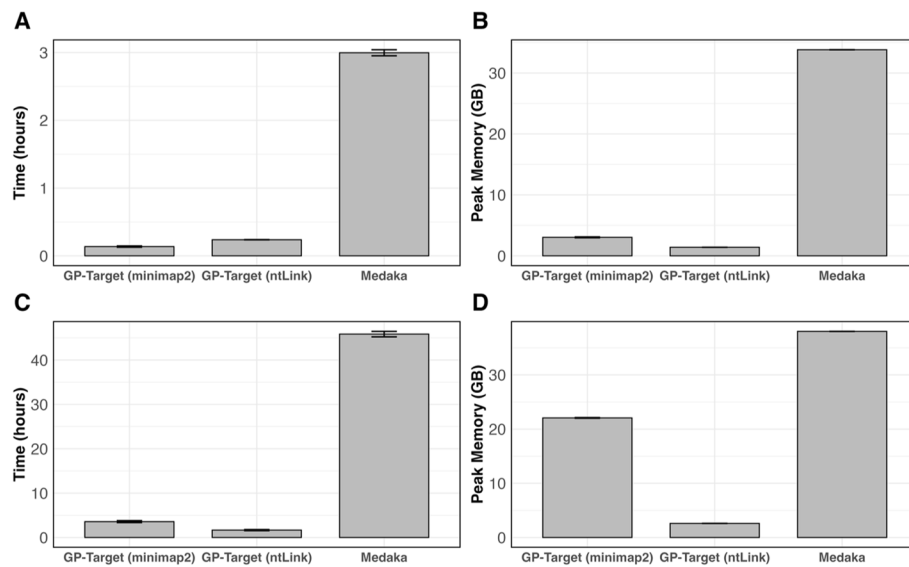 A
Time (hours)
3
2
1
0
GP-Target (minimap2) GP-Target (ntLink) Medaka
B
Peak Memory (GB)
30
20
10
0
GP-Target (minimap2) GP-Target (ntLink) Medaka
C
Time (hours)
40
30
20
10
0
GP-Target (minimap2) GP-Target (ntLink) Medaka
D
Peak Memory (GB)
30
20
10
0
GP-Target (minimap2) GP-Target (ntLink) Medaka